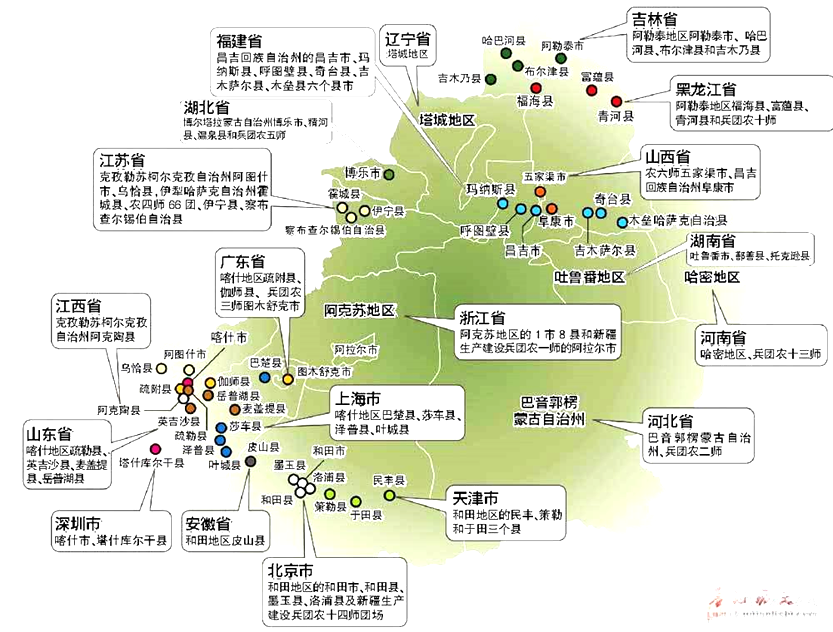 吉林省
阿勒泰地区阿勒泰市、哈巴
河县、布尔津县和吉木乃县
黑龙江省
阿勒泰地区福海县、富蕴县、
青河县和兵团农十师
辽宁省
塔城地区
福建省
昌吉回族自治州的昌吉市、玛
纳斯县、呼图壁县、奇台县、吉
木萨尔县、木垒县六个县市
湖北省
博尔塔拉蒙古自治州博乐市、精河
县、温泉县和兵团农五师
江苏省
克孜勒苏柯尔克孜自治州阿图什
市、乌恰县,伊犁哈萨克自治州霍
城县、农四师66团、伊宁县、察布
查尔锡伯自治县
山西省
农六师五家渠市、昌吉
回族自治州阜康市
湖南省
吐鲁番市、鄯善县、托克逊县
河南省
哈密地区、兵团农十三师
广东省
喀什地区疏附县、
伽师县、兵团农
三师图木舒克市
江西省
克孜勒苏柯尔克孜
自治州阿克陶县
浙江省
阿克苏地区的1市8县和新疆
生产建设兵团农一师的阿拉尔市
上海市
喀什地区巴楚县、莎车县、
泽普县、叶城县
河北省
巴音郭楞蒙古自治
州、兵团农二师
山东省
喀什地区疏勒县、
英吉沙县、麦盖提
县、岳普湖县
深圳市
喀什市、塔什库尔干县
安徽省
和田地区皮山县
天津市
和田地区的民丰、策勒
和于田三个县
北京市
和田地区的和田市、和田县、
墨玉县、洛浦县及新疆生产
建设兵团农十四师团场
哈巴河县
阿勒泰市
布尔津县
吉木乃县
富蕴县
福海县
青河县
塔城地区
博乐市
霍城县
伊宁县
察布查尔锡伯自治县
五家渠市
玛纳斯县
奇台县
阜康市
木垒哈萨克自治县
呼图壁县
昌吉市
吉木萨尔县
吐鲁番地区
哈密地区
阿克苏地区
阿拉尔市
喀什市
阿图什市
乌恰县
巴楚县
图木舒克市
伽师县
疏附县
岳普湖县
阿克陶县
麦盖提县
英吉沙县
莎车县
疏勒县
泽普县
叶城县
塔什库尔干县
皮山县
和田市
墨玉县
洛浦县
民丰县
和田县
策勒县
于田县
巴音郭楞
蒙古自治州